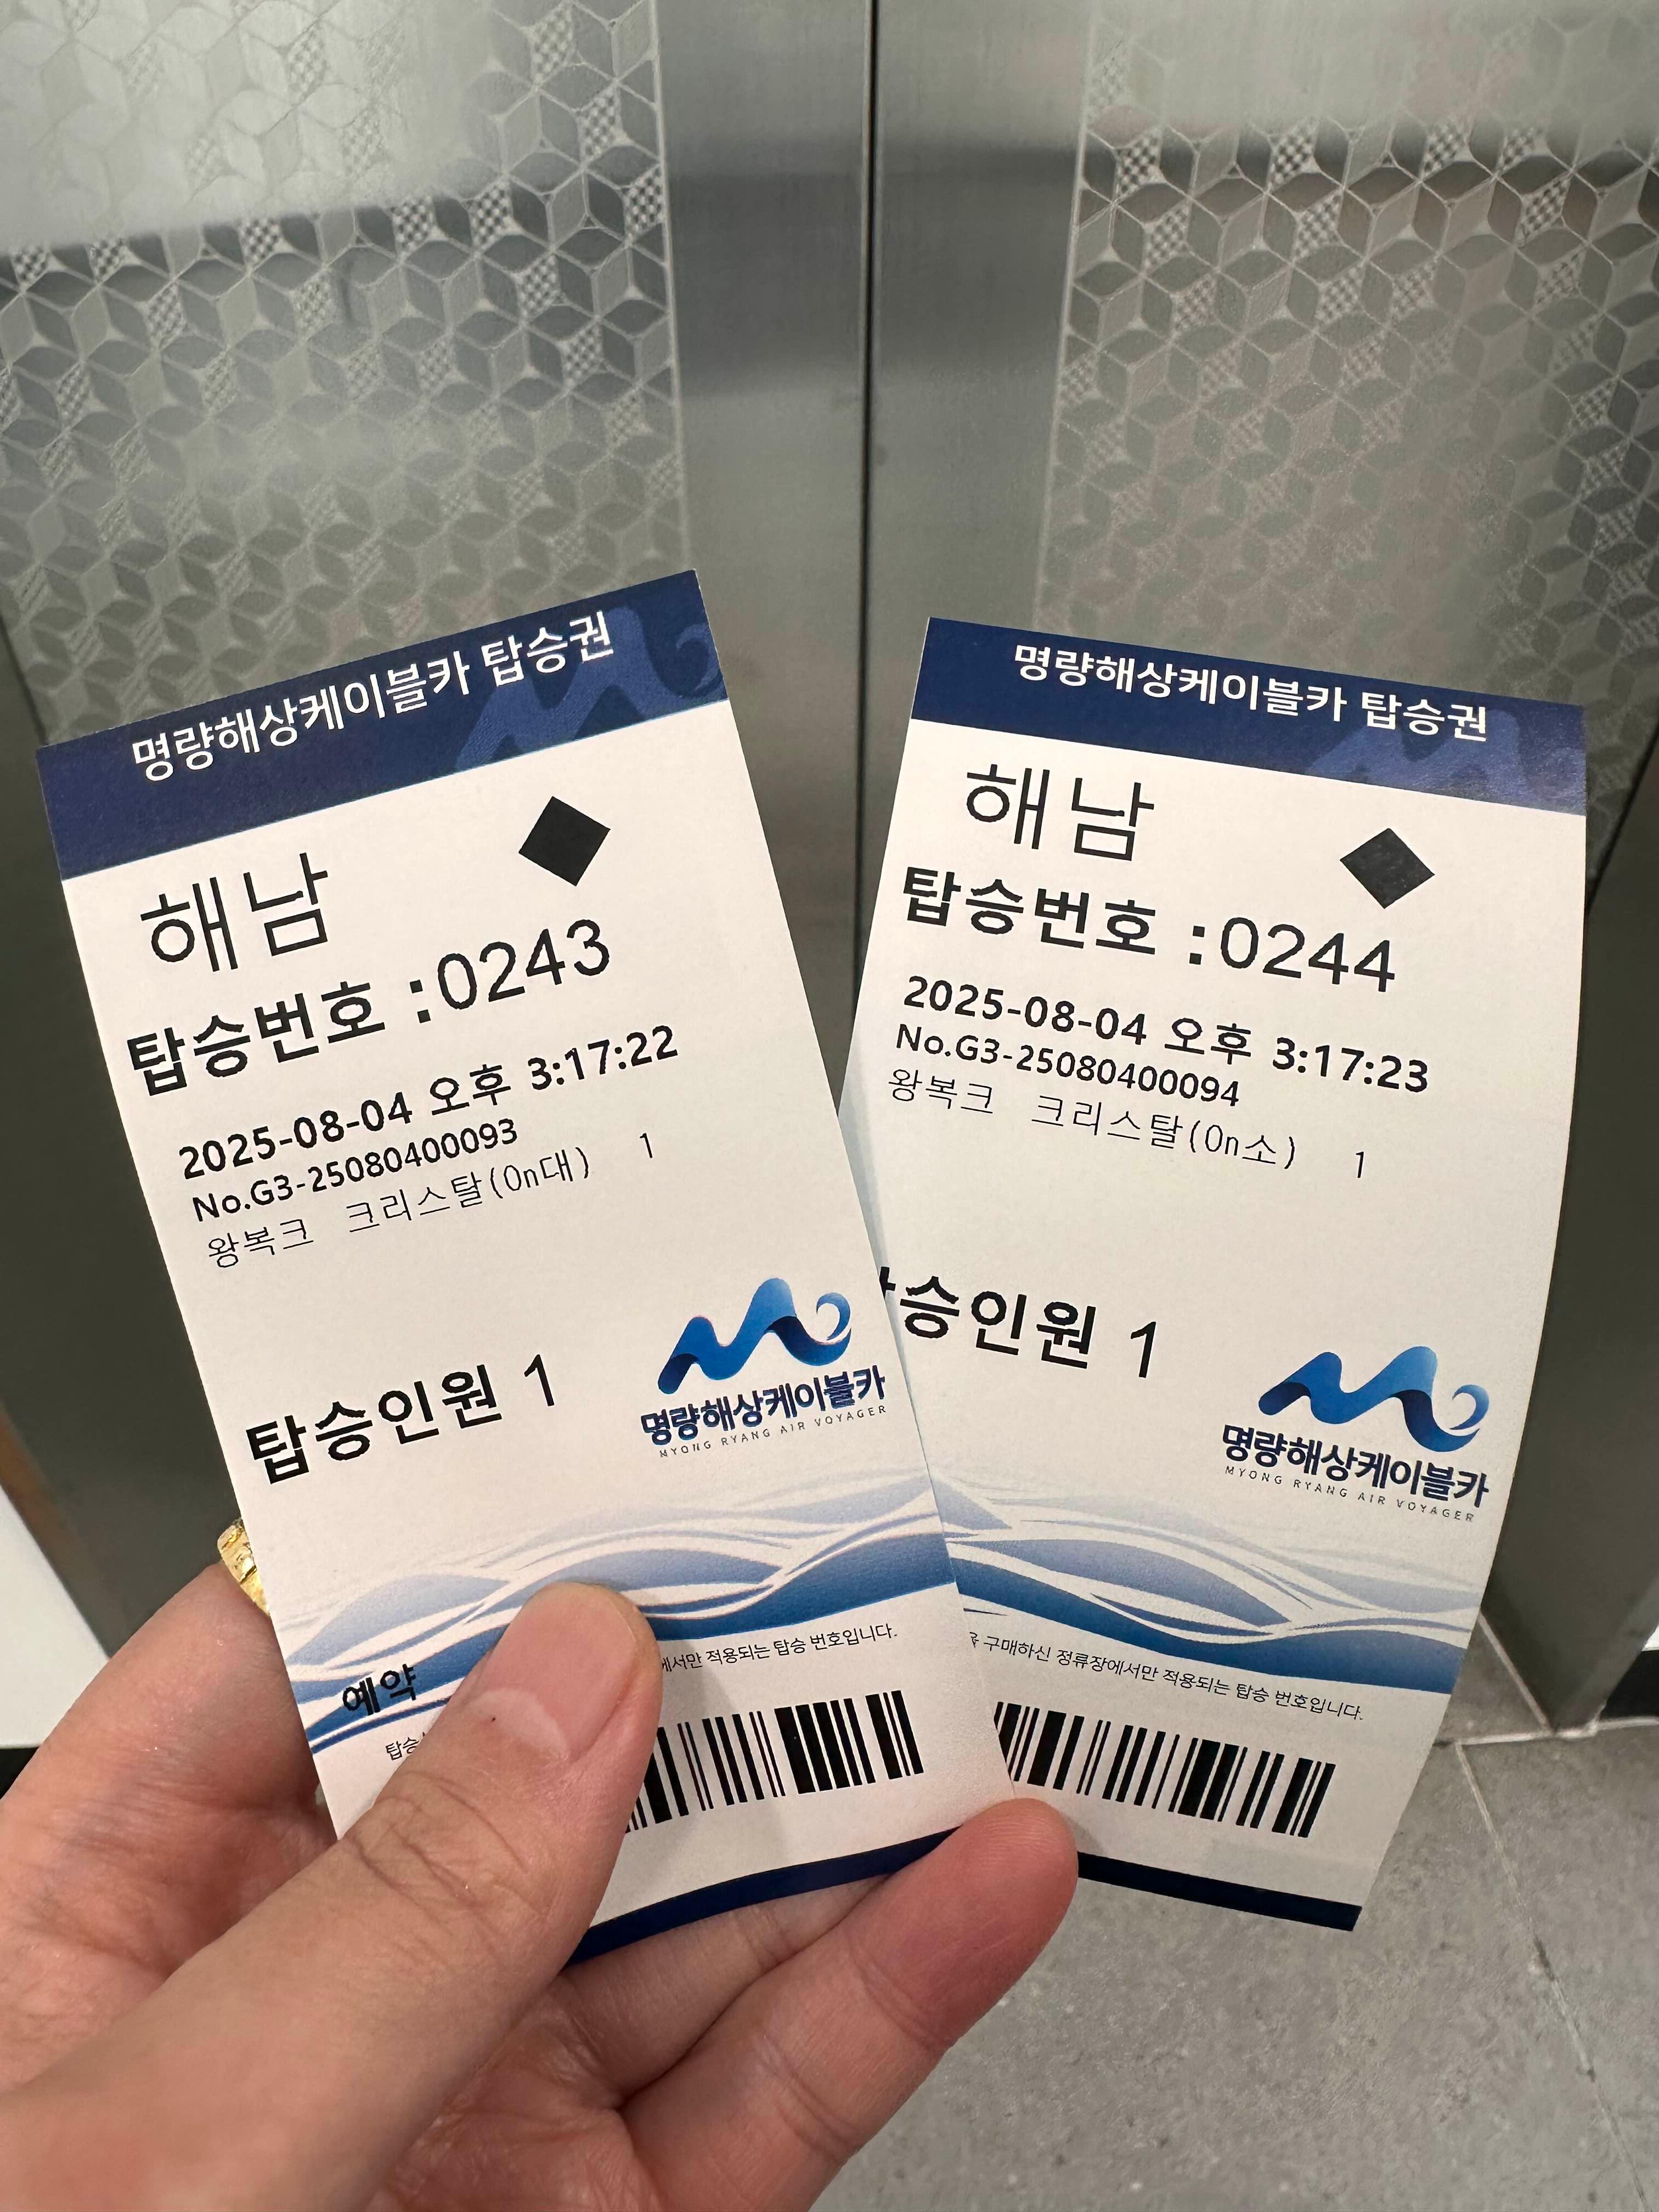 명량해상케이블카 탑승권
해남
탑승번호 :0243
2025-08-04 오후 3:17:22
No.G3-25080400093
왕복크 크리스탈(On대) 1
탑승인원 1
명량해상케이블카
MYONG RYANG AIR VOYAGER
예약
적용되는 탑승 번호입니다.
명량해상케이블카 탑승권
해남
탑승번호 :0244
2025-08-04 오후 3:17:23
No.G3-25080400094
왕복크 크리스탈(On소) 1
승인원 1
명량해상케이블카
MYONG RYANG AIR VOYAGER
구매하신 정류장에서만 적용되는 탑승 번호입니다.